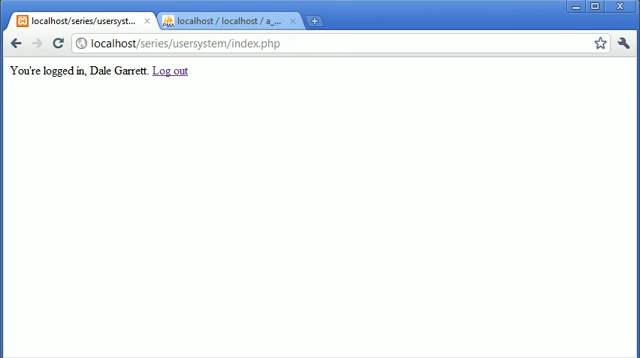 localhost/series/usersyst...
localhost / localhost / a_...
localhost/series/usersystem/index.php
You're logged in, Dale Garrett. Log out